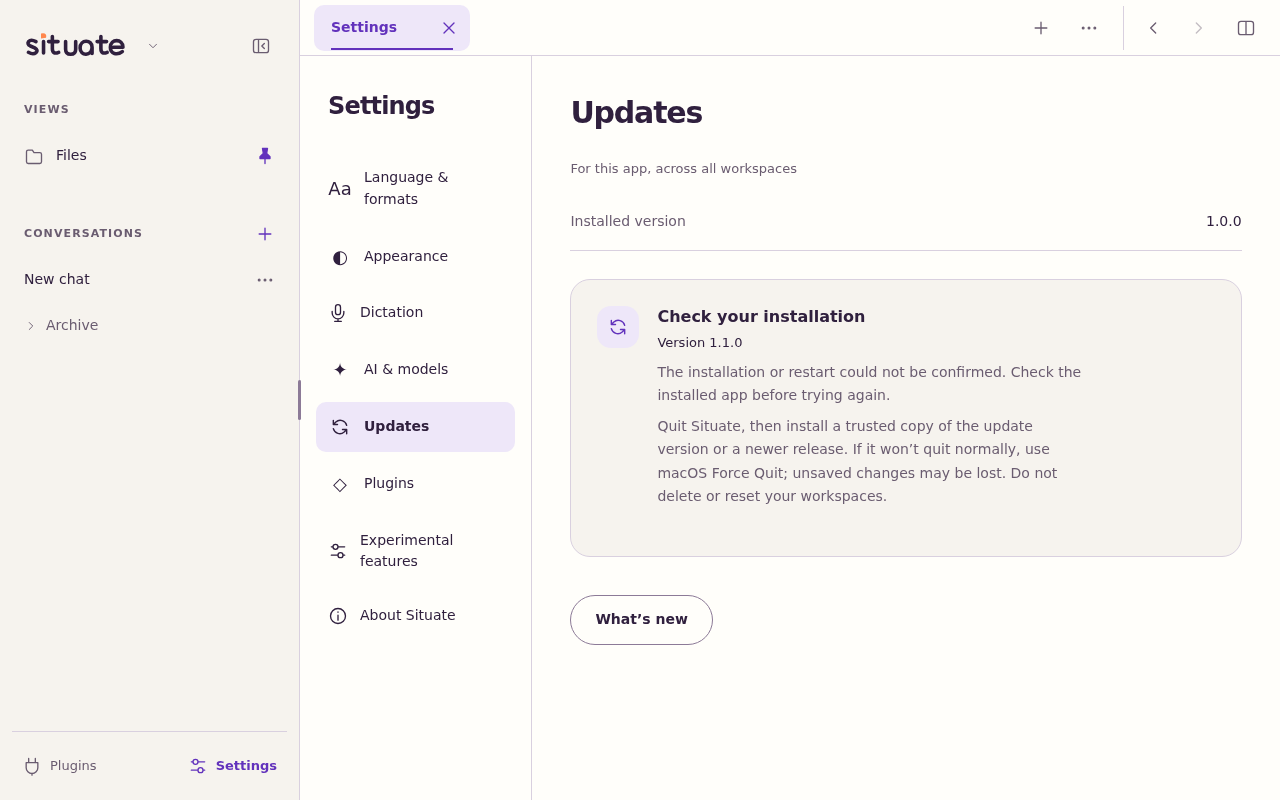 situate
VIEWS
Files
CONVERSATIONS
New chat
Archive
Plugins
Settings
Settings
Settings
Aa
Language &
formats
Appearance
Dictation
AI & models
Updates
Plugins
Experimental
features
About Situate
Updates
For this app, across all workspaces
Installed version 1.0.0
Check your installation
Version 1.1.0
The installation or restart could not be confirmed. Check the
installed app before trying again.
Quit Situate, then install a trusted copy of the update
version or a newer release. If it won’t quit normally, use
macOS Force Quit; unsaved changes may be lost. Do not
delete or reset your workspaces.
What’s new